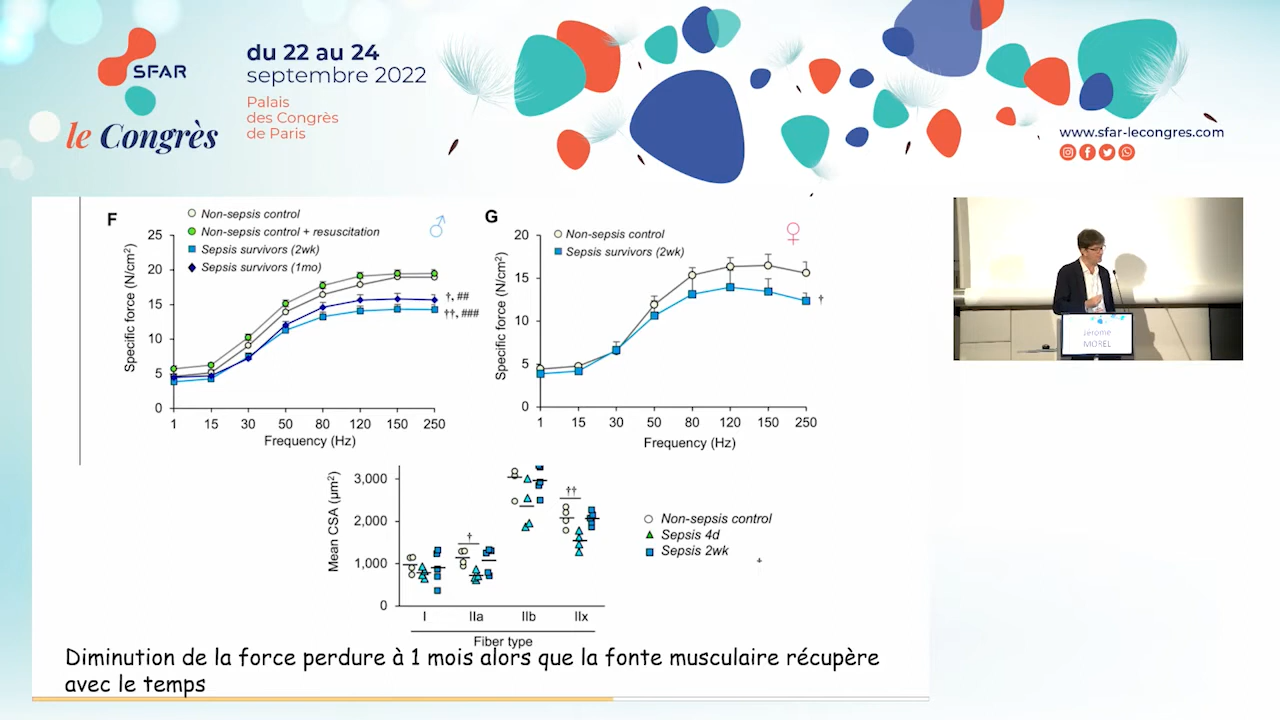 SFAR
le Congrès
du 22 au 24
septembre 2022
Palais
des Congrès
de Paris
www.sfar-lecongres.com
F
Non-sepsis control
Non-sepsis control + resuscitation
Sepsis survivors (2wk)
Sepsis survivors (1mo)
♂
Specific force (N/cm²)
25
20
15
10
5
0
†, ##
††, ###
1 15 30 50 80 120 150 250
Frequency (Hz)
G
Non-sepsis control
Sepsis survivors (2wk)
♀
Specific force (N/cm²)
20
15
10
5
0
†
1 15 30 50 80 120 150 250
Frequency (Hz)
Jérôme
MOREL
Mean CSA (µm²)
3,000
2,000
1,000
0
†
††
I IIa IIb IIx
Fiber type
Non-sepsis control
Sepsis 4d
Sepsis 2wk
Diminution de la force perdure à 1 mois alors que la fonte musculaire récupère
avec le temps